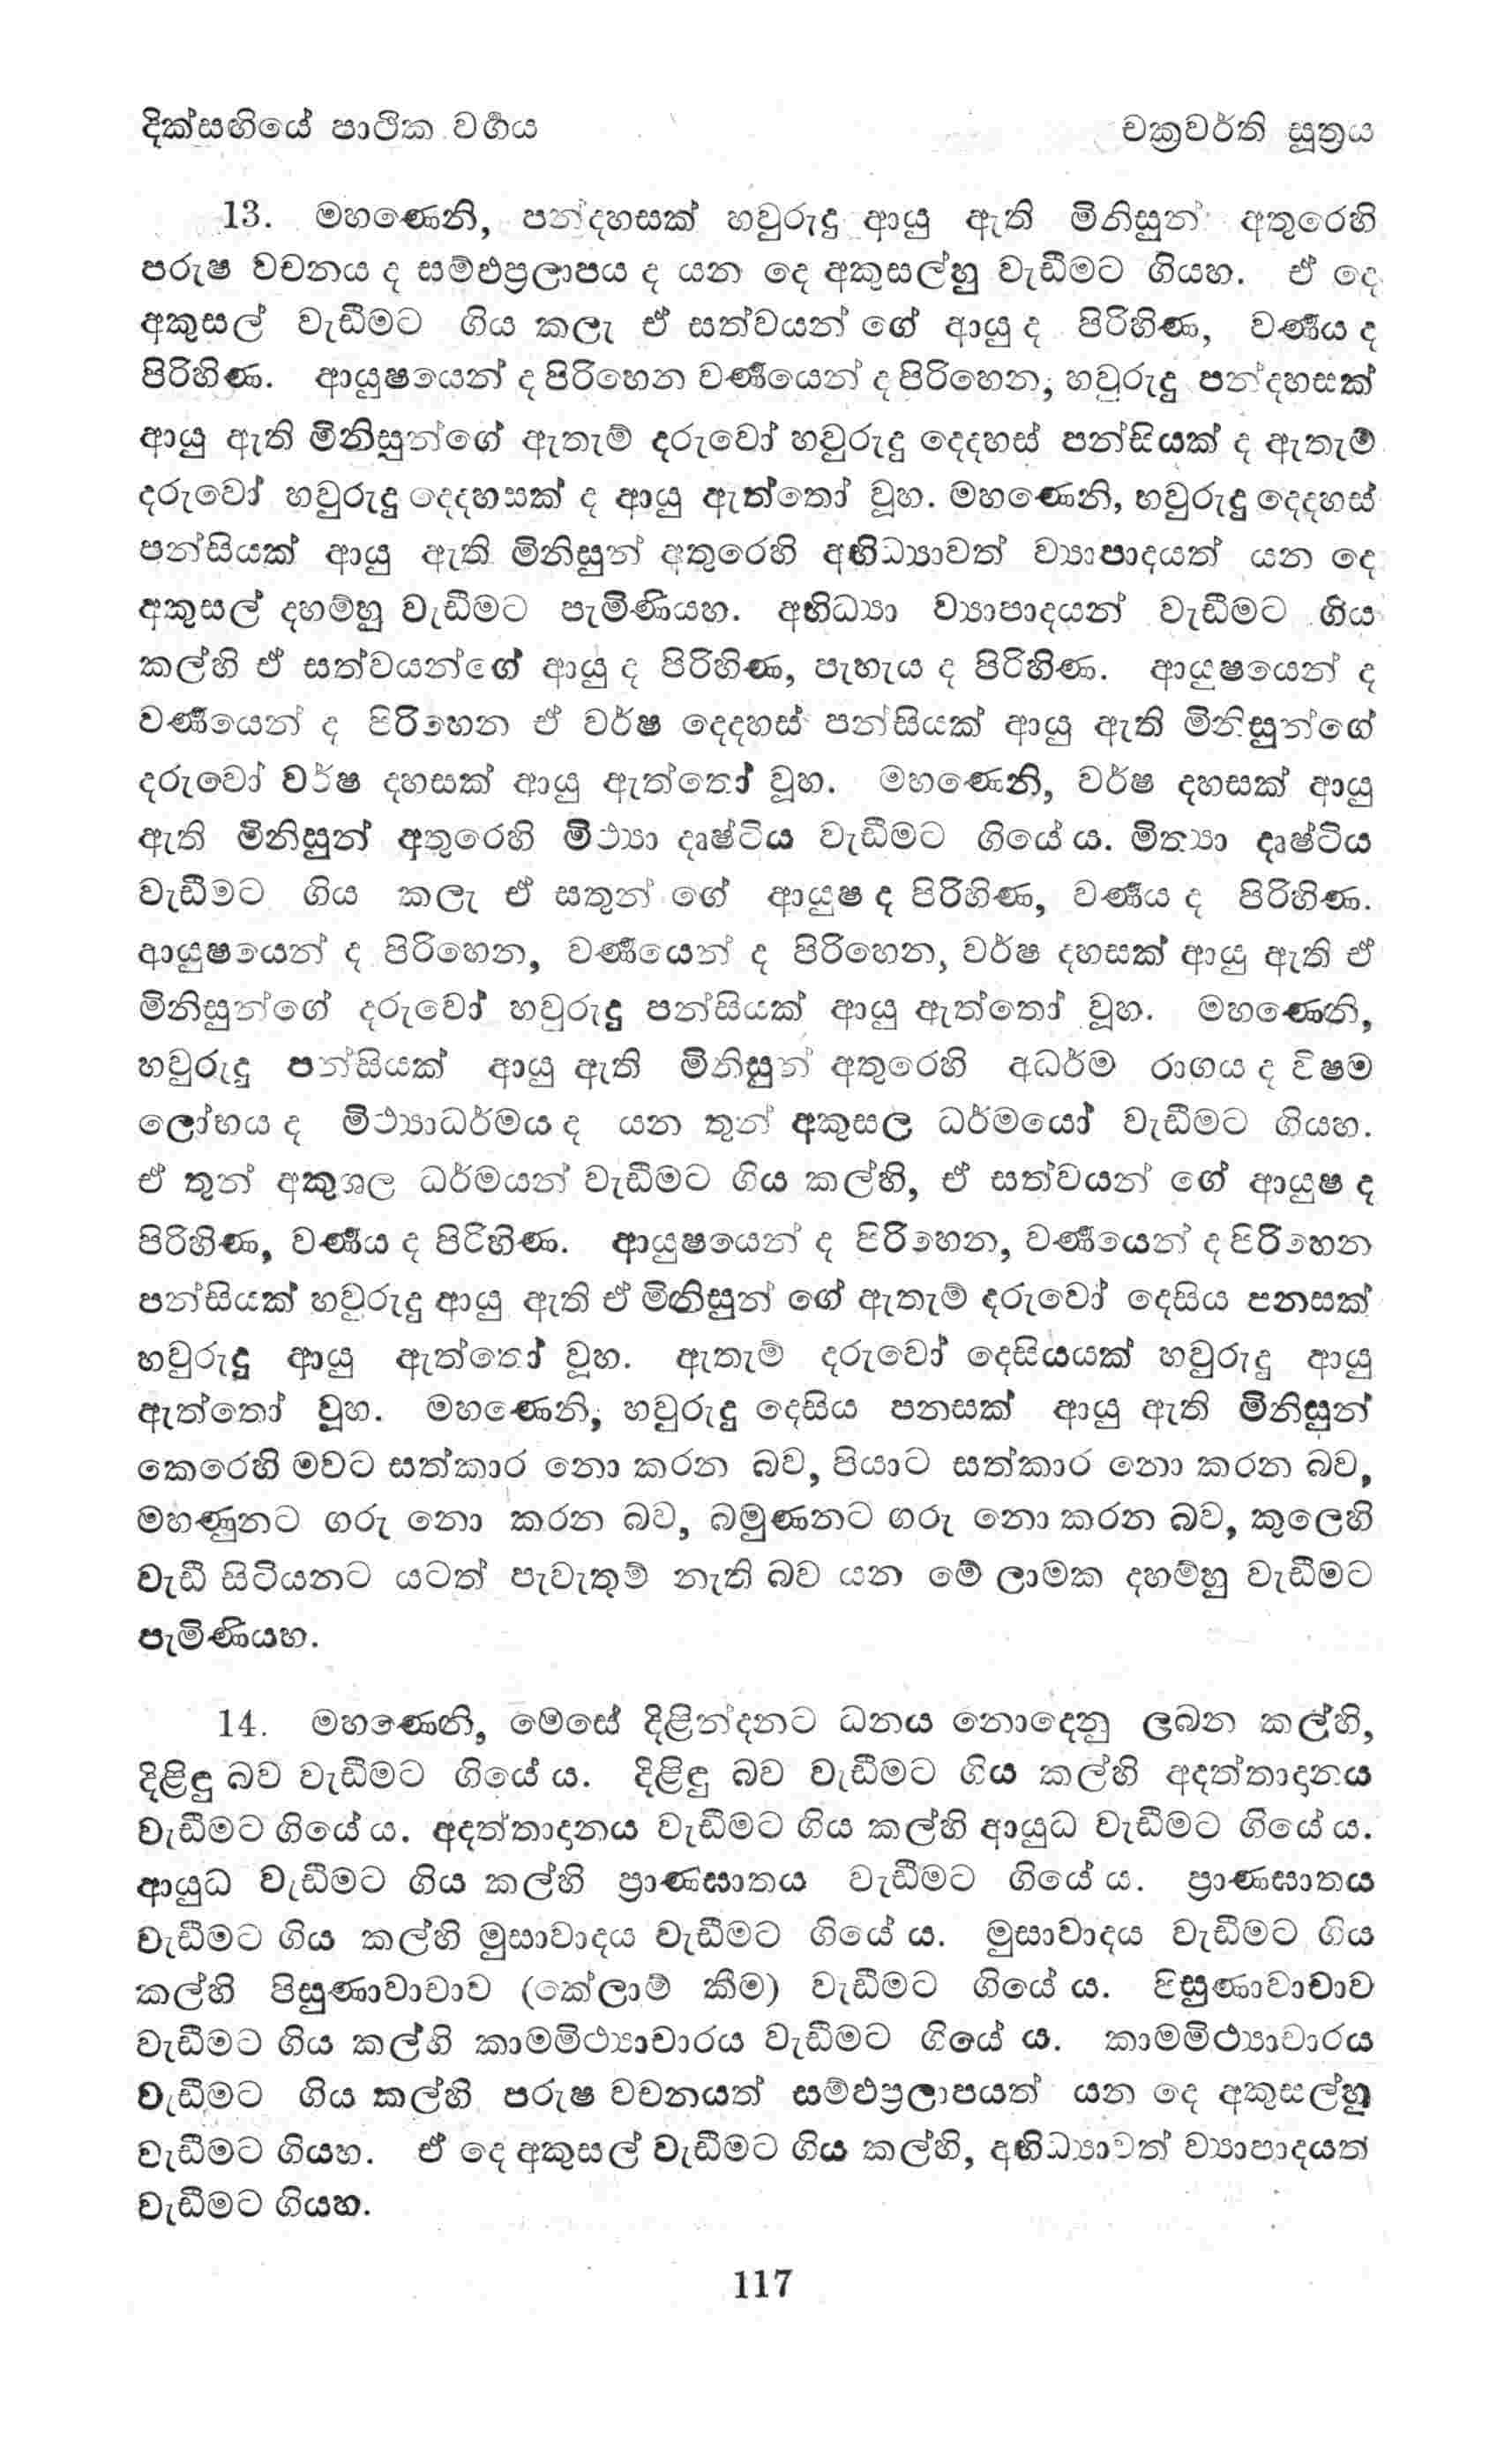 දික්සඟියේ පාථික වර්‍ගය
චක්‍රවර්ති සූත්‍රය
13. මහණෙනි, පන්දහසක් හවුරුදු ආයු ඇති මිනිසුන් අතුරෙහි
පරුෂ වචනය ද සම්ඵප්‍රලාපය ද යන දෙ අකුසල්හු වැඩීමට ගියහ. ඒ දෙ
අකුසල් වැඩීමට ගිය කලැ ඒ සත්වයන් ගේ ආයු ද පිරිහිණ, වර්‍ණය ද
පිරිහිණ. ආයුෂයෙන් ද පිරිහෙන වර්‍ණයෙන් ද පිරිහෙන, හවුරුදු පන්දහසක්
ආයු ඇති මිනිසුන්ගේ ඇතැම් දරුවෝ හවුරුදු දෙදහස් පන්සියක් ද ඇතැම්
දරුවෝ හවුරුදු දෙදහසක් ද ආයු ඇත්තෝ වූහ. මහණෙනි, හවුරුදු දෙදහස්
පන්සියක් ආයු ඇති මිනිසුන් අතුරෙහි අභිධ්‍යාවත් ව්‍යාපාදයත් යන දෙ
අකුසල් දහම්හු වැඩීමට පැමිණියහ. අභිධ්‍යා ව්‍යාපාදයන් වැඩීමට ගිය
කල්හි ඒ සත්වයන්ගේ ආයු ද පිරිහිණ, පැහැය ද පිරිහිණ. ආයුෂයෙන් ද
වර්‍ණයෙන් ද පිරිහෙන ඒ වර්ෂ දෙදහස් පන්සියක් ආයු ඇති මිනිසුන්ගේ
දරුවෝ වර්ෂ දහසක් ආයු ඇත්තෝ වූහ. මහණෙනි, වර්ෂ දහසක් ආයු
ඇති මිනිසුන් අතුරෙහි මිථ්‍යා දෘෂ්ටිය වැඩීමට ගියේ ය. මිත්‍යා දෘෂ්ටිය
වැඩීමට ගිය කලැ ඒ සතුන් ගේ ආයුෂ ද පිරිහිණ, වර්‍ණය ද පිරිහිණ.
ආයුෂයෙන් ද පිරිහෙන, වර්‍ණයෙන් ද පිරිහෙන, වර්ෂ දහසක් ආයු ඇති ඒ
මිනිසුන්ගේ දරුවෝ හවුරුදු පන්සියක් ආයු ඇත්තෝ වූහ. මහණෙනි,
හවුරුදු පන්සියක් ආයු ඇති මිනිසුන් අතුරෙහි අධර්ම රාගය ද විෂම
ලෝභය ද මිථ්‍යාධර්මය ද යන තුන් අකුසල ධර්මයෝ වැඩීමට ගියහ.
ඒ තුන් අකුශල ධර්මයන් වැඩීමට ගිය කල්හි, ඒ සත්වයන් ගේ ආයුෂ ද
පිරිහිණ, වර්‍ණය ද පිරිහිණ. ආයුෂයෙන් ද පිරිහෙන, වර්‍ණයෙන් ද පිරිහෙන
පන්සියක් හවුරුදු ආයු ඇති ඒ මිනිසුන් ගේ ඇතැම් දරුවෝ දෙසිය පනසක්
හවුරුදු ආයු ඇත්තෝ වූහ. ඇතැම් දරුවෝ දෙසියයක් හවුරුදු ආයු
ඇත්තෝ වූහ. මහණෙනි, හවුරුදු දෙසිය පනසක් ආයු ඇති මිනිසුන්
කෙරෙහි මවට සත්කාර නො කරන බව, පියාට සත්කාර නො කරන බව,
මහණුනට ගරු නො කරන බව, බමුණනට ගරු නො කරන බව, කුලෙහි
වැඩී සිටියනට යටත් පැවැතුම් නැති බව යන මේ ලාමක දහම්හු වැඩීමට
පැමිණියහ.
14. මහණෙනි, මෙසේ දිළින්දනට ධනය නොදෙනු ලබන කල්හි,
දිළිඳු බව වැඩීමට ගියේ ය. දිළිඳු බව වැඩීමට ගිය කල්හි අදත්තාදානය
වැඩීමට ගියේ ය. අදත්තාදානය වැඩීමට ගිය කල්හි ආයුධ වැඩීමට ගියේ ය.
ආයුධ වැඩීමට ගිය කල්හි ප්‍රාණඝාතය වැඩීමට ගියේ ය. ප්‍රාණඝාතය
වැඩීමට ගිය කල්හි මුසාවාදය වැඩීමට ගියේ ය. මුසාවාදය වැඩීමට ගිය
කල්හි පිසුණාවාචාව (කේලාම් කීම) වැඩීමට ගියේ ය. පිසුණාවාචාව
වැඩීමට ගිය කල්හි කාමමිථ්‍යාචාරය වැඩීමට ගියේ ය. කාමමිථ්‍යාචාරය
වැඩීමට ගිය කල්හි පරුෂ වචනයත් සම්ඵප්‍රලාපයත් යන දෙ අකුසල්හු
වැඩීමට ගියහ. ඒ දෙ අකුසල් වැඩීමට ගිය කල්හි, අභිධ්‍යාවත් ව්‍යාපාදයත්
වැඩීමට ගියහ.
117